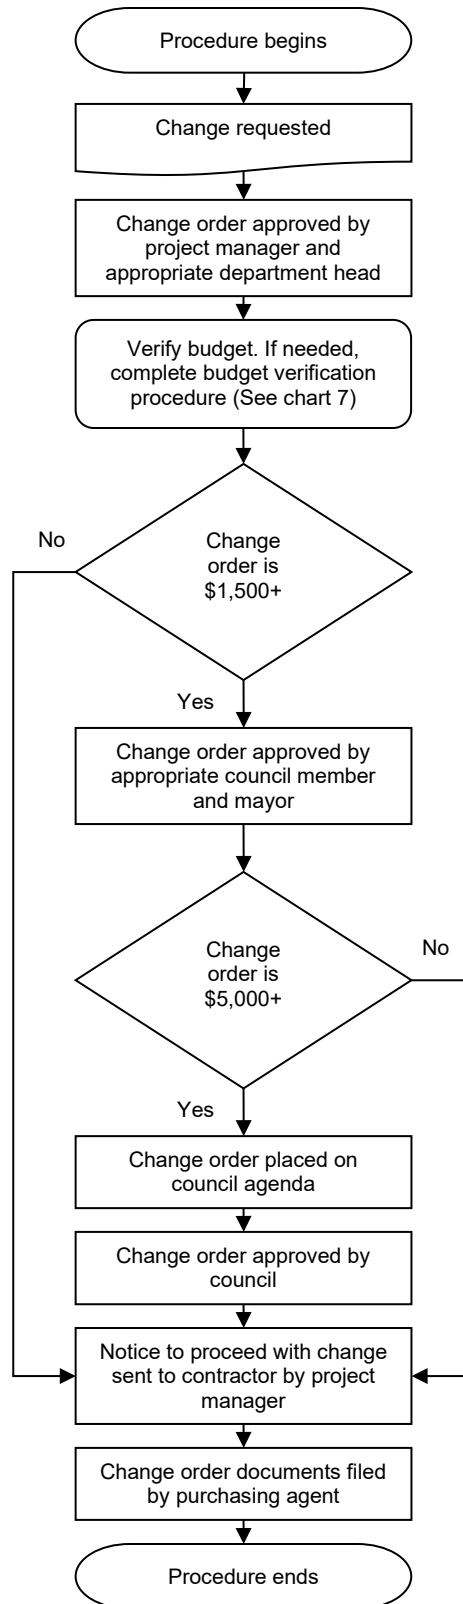 Procedure begins
Change requested
Change order approved by
project manager and
appropriate department head
Verify budget. If needed,
complete budget verification
procedure (See chart 7)
No
Change
order is
$1,500+
Yes
Change order approved by
appropriate council member
and mayor
Change
order is
$5,000+
No
Yes
Change order placed on
council agenda
Change order approved by
council
Notice to proceed with change
sent to contractor by project
manager
Change order documents filed
by purchasing agent
Procedure ends